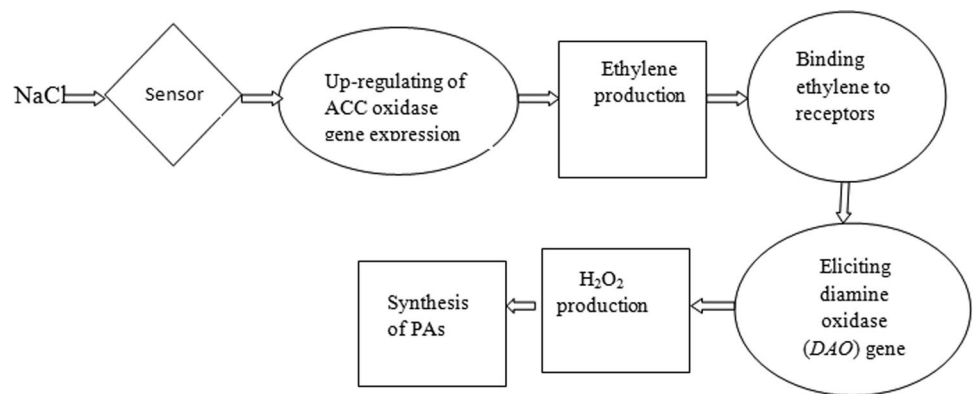 NaCl
Sensor
Up-regulating of
ACC oxidase
gene expression
Ethylene
production
Binding
ethylene to
receptors
Eliciting
diamine
oxidase
(DAO) gene
H₂O₂
production
Synthesis
of PAs